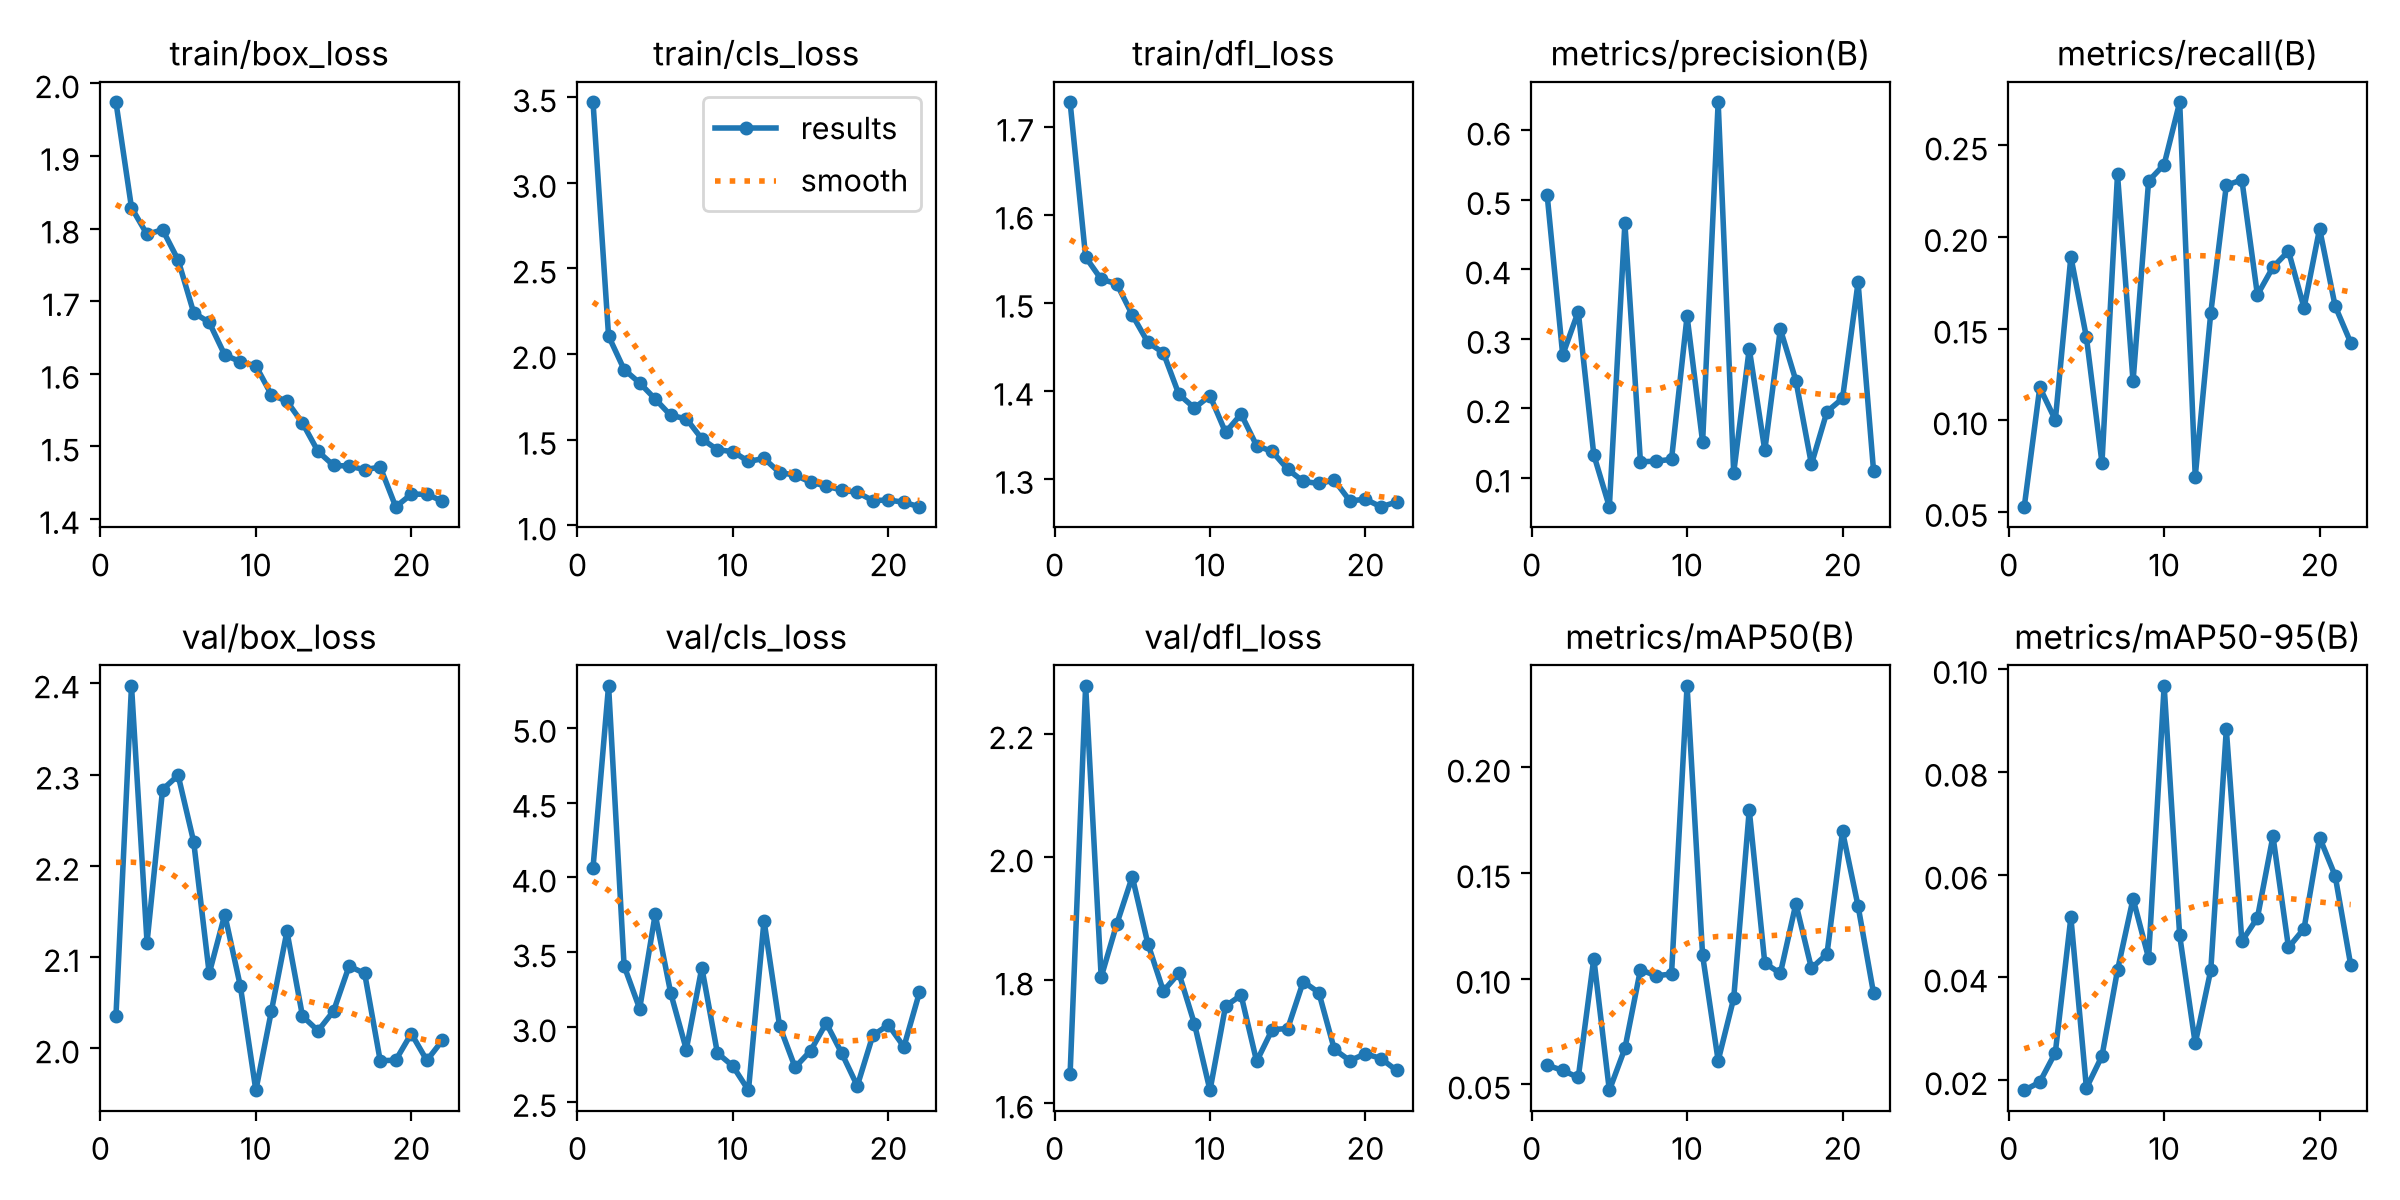 train/box_loss
train/cls_loss
train/dfl_loss
metrics/precision(B)
metrics/recall(B)
2.0
1.9
1.8
1.7
1.6
1.5
1.4
0 10 20
3.5
3.0
2.5
2.0
1.5
1.0
0 10 20
results
smooth
1.7
1.6
1.5
1.4
1.3
0 10 20
0.6
0.5
0.4
0.3
0.2
0.1
0 10 20
0.25
0.20
0.15
0.10
0.05
0 10 20
val/box_loss
val/cls_loss
val/dfl_loss
metrics/mAP50(B)
metrics/mAP50-95(B)
2.4
2.3
2.2
2.1
2.0
0 10 20
5.0
4.5
4.0
3.5
3.0
2.5
0 10 20
2.2
2.0
1.8
1.6
0 10 20
0.20
0.15
0.10
0.05
0 10 20
0.10
0.08
0.06
0.04
0.02
0 10 20